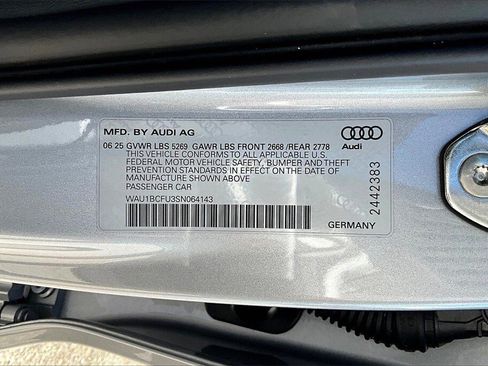 MFD. BY AUDI AG
06 25 GVWR LBS 5269 GAWR LBS FRONT 2668 /REAR 2778
THIS VEHICLE CONFORMS TO ALL APPLICABLE U.S.
FEDERAL MOTOR VEHICLE SAFETY, BUMPER AND THEFT
PREVENTION STANDARDS IN EFFECT ON THE DATE OF
MANUFACTURE SHOWN ABOVE.
PASSENGER CAR
WAU1BCFU3SN064143
Audi
2442383
GERMANY